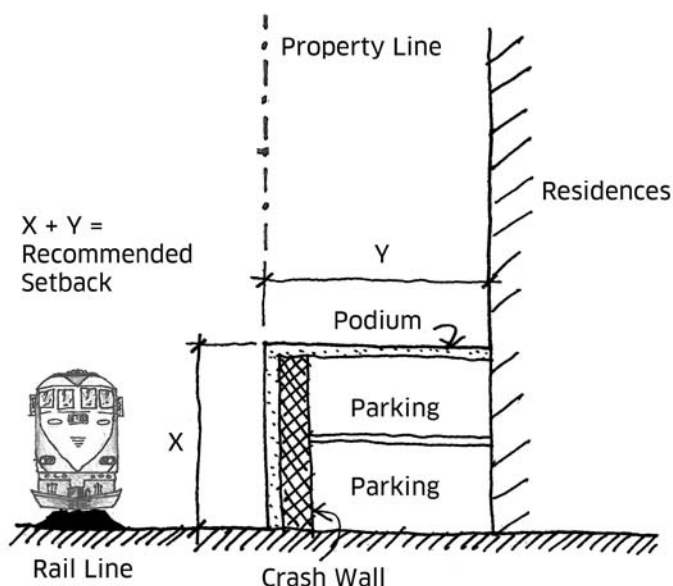 Property Line
Residences
X + Y =
Recommended
Setback
Y
Podium
X
Parking
Parking
Rail Line
Crash Wall